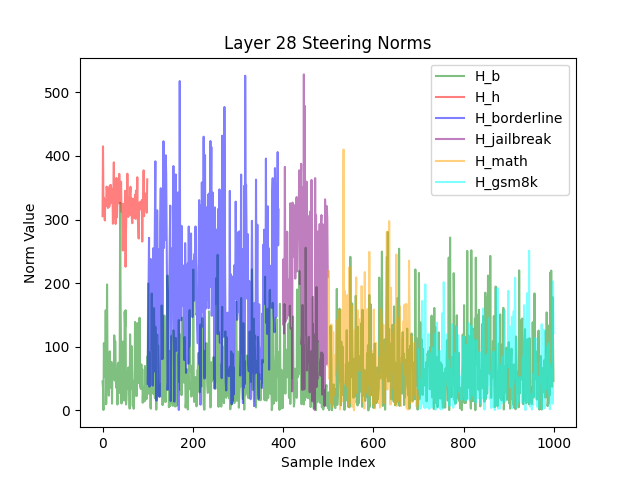 Layer 28 Steering Norms
Norm Value
500
400
300
200
100
0
0
200
400
600
800
1000
Sample Index
H_b
H_h
H_borderline
H_jailbreak
H_math
H_gsm8k